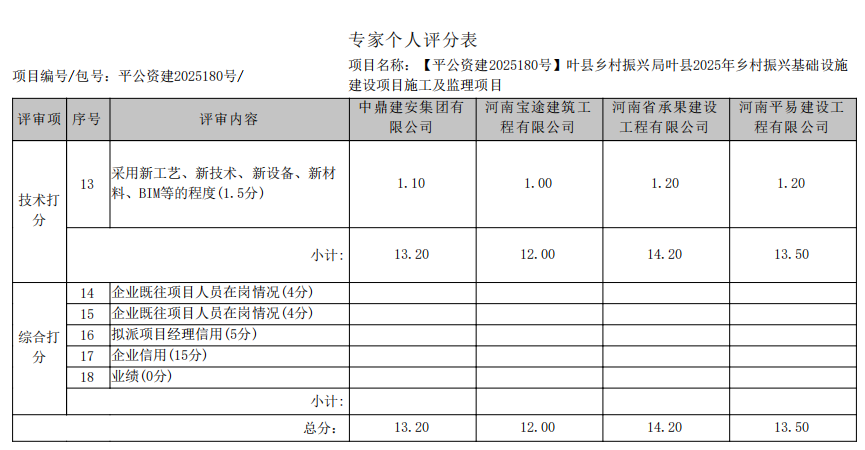 专家个人评分表
项目编号/包号: 平公资建2025180号/
项目名称: 【平公资建2025180号】叶县乡村振兴局叶县2025年乡村振兴基础设施
建设项目施工及监理项目
评审项 序号 评审内容 中鼎建安集团有限公司 河南宝途建筑工程有限公司 河南省承果建设工程有限公司 河南平易建设工程有限公司
技术打分
13 采用新工艺、新技术、新设备、新材料、BIM等的程度(1.5分) 1.10 1.00 1.20 1.20
小计: 13.20 12.00 14.20 13.50
综合打分
14 企业既往项目人员在岗情况(4分)
15 企业既往项目人员在岗情况(4分)
16 拟派项目经理信用(5分)
17 企业信用(15分)
18 业绩(0分)
小计:
总分: 13.20 12.00 14.20 13.50